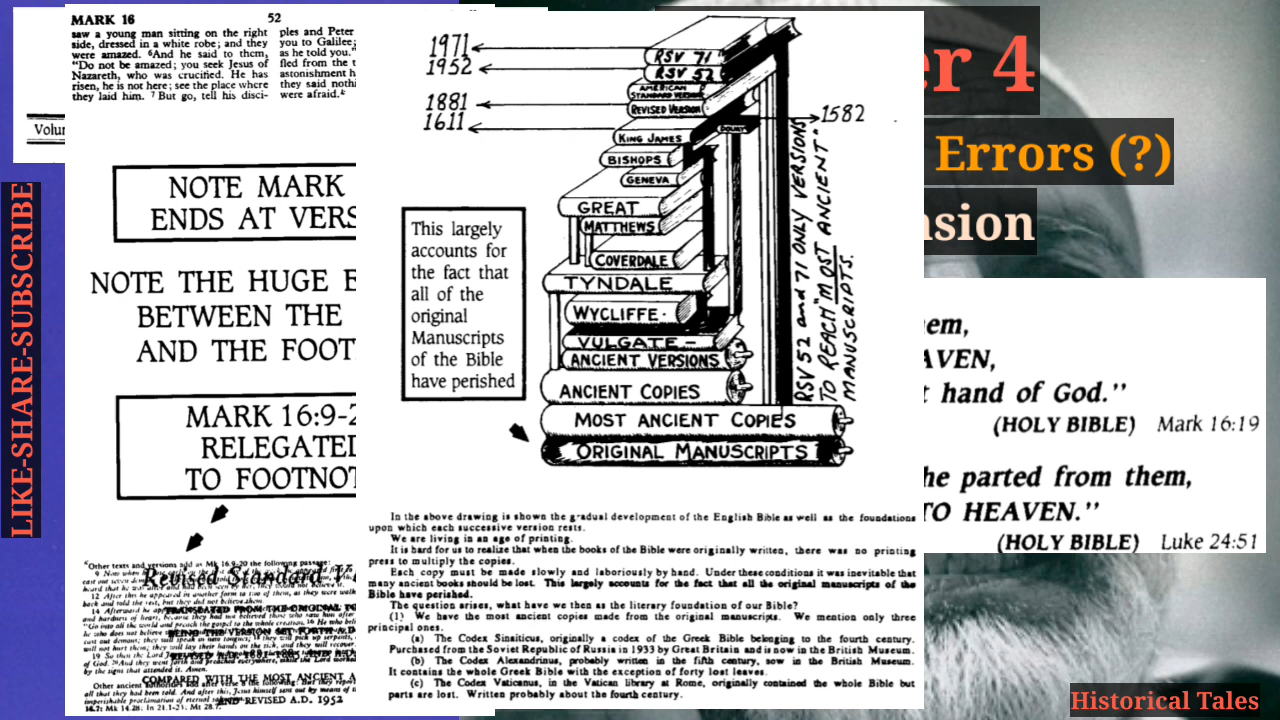 MARK 16
52
saw a young man sitting on the right
side, dressed in a white robe; and they
were amazed. 6And he said to them,
"Do not be amazed; you seek Jesus of
Nazareth, who was crucified. He has
risen, he is not here; see the place where
they laid him. 7 But go, tell his disci-
ples and Peter
you to Galilee;
as he told you."
fled from the t
astonishment h
they said nothi
were afraid.k
Volu
NOTE MARK
ENDS AT VERS
NOTE THE HUGE
BETWEEN THE
AND THE FOOT
MARK 16:9-2
RELEGATED
TO FOOTNOT
Revised Standard V
TRANSLATED FROM THE ORIGINAL TO
BEING THE VERSION SET FORTH A.D
COMPARED WITH THE MOST ANCIENT A
AND REVISED A.D. 1952
LIKE-SHARE-SUBSCRIBE
1971
1952
1881
1611
1582
RSV 71
RSV 52
AMERICAN
STANDARD VERSION
REVISED VERSION
DOUAY
KING JAMES
BISHOPS
GENEVA
GREAT
MATTHEWS
COVERDALE
TYNDALE
WYCLIFFE
VULGATE
ANCIENT VERSIONS
ANCIENT COPIES
MOST ANCIENT COPIES
ORIGINAL MANUSCRIPTS
RSV 52 and 71 ONLY VERSIONS
TO REACH "MOST ANCIENT"
MANUSCRIPTS.
This largely
accounts for
the fact that
all of the
original
Manuscripts
of the Bible
have perished
In the above drawing is shown the gradual development of the English Bible as well as the foundations
upon which each successive version rests.
We are living in an age of printing.
It is hard for us to realize that when the books of the Bible were originally written, there was no printing
press to multiply the copies.
Each copy must be made slowly and laboriously by hand. Under these conditions it was inevitable that
many ancient books should be lost. This largely accounts for the fact that all the original manuscripts of the
Bible have perished.
The question arises, what have we then as the literary foundation of our Bible?
(1) We have the most ancient copies made from the original manuscripts. We mention only three
principal ones.
(a) The Codex Sinaiticus, originally a codex of the Greek Bible belonging to the fourth century.
Purchased from the Soviet Republic of Russia in 1933 by Great Britain and is now in the British Museum.
(b) The Codex Alexandrinus, probably written in the fifth century, now in the British Museum.
It contains the whole Greek Bible with the exception of forty lost leaves.
(c) The Codex Vaticanus, in the Vatican library at Rome, originally contained the whole Bible but
parts are lost. Written probably about the fourth century.
er 4
Errors (?)
nsion
em,
AVEN,
t hand of God."
(HOLY BIBLE) Mark 16:19
he parted from them,
TO HEAVEN."
(HOLY BIBLE) Luke 24:51
Historical Tales